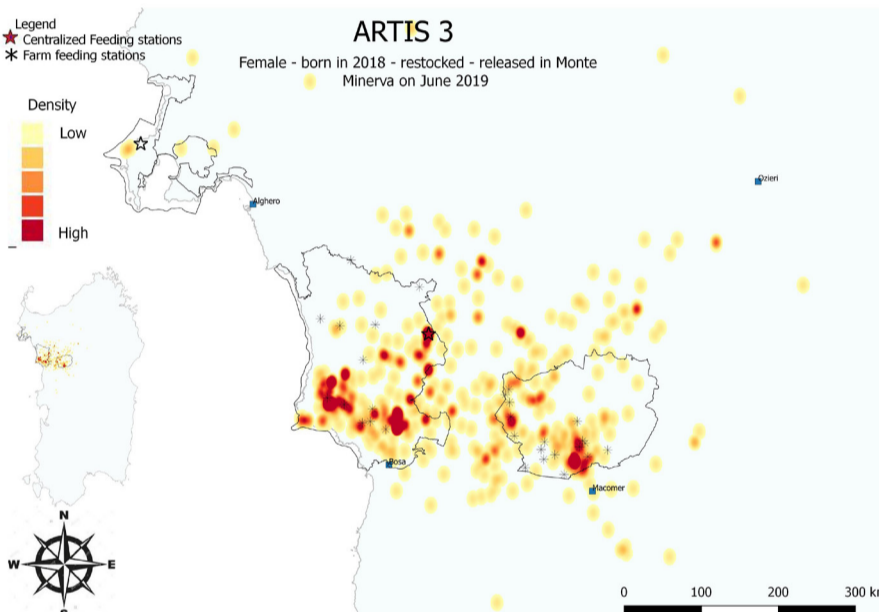 ARTIS 3
Female - born in 2018 - restocked - released in Monte
Minerva on June 2019
Legend
Centralized Feeding stations
Farm feeding stations
Density
Low
High
Alghero
Ozieri
Bosa
Macomer
N
W
E
S
0 100 200 300 km